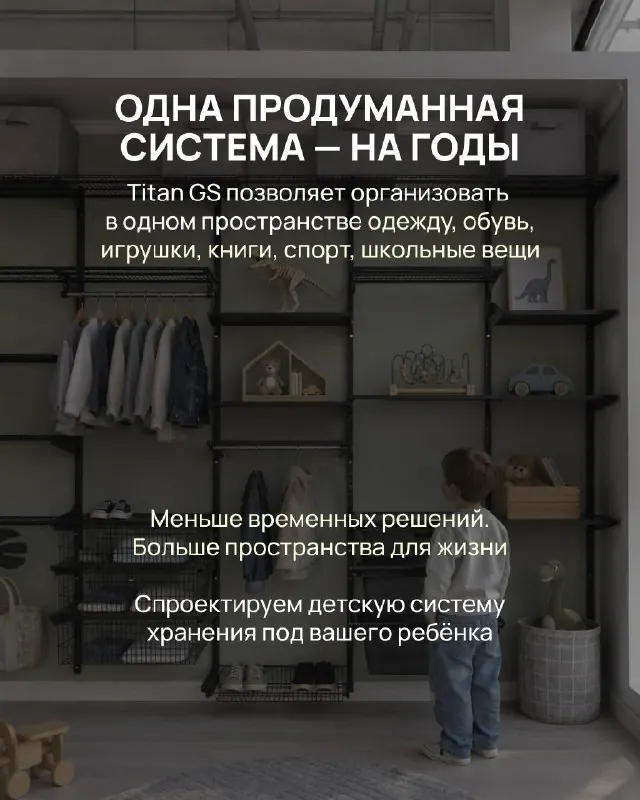 ОДНА ПРОДУМАННАЯ
СИСТЕМА — НА ГОДЫ
Titan GS позволяет организовать
в одном пространстве одежду, обувь,
игрушки, книги, спорт, школьные вещи
Меньше временных решений.
Больше пространства для жизни
Спроектируем детскую систему
хранения под вашего ребёнка